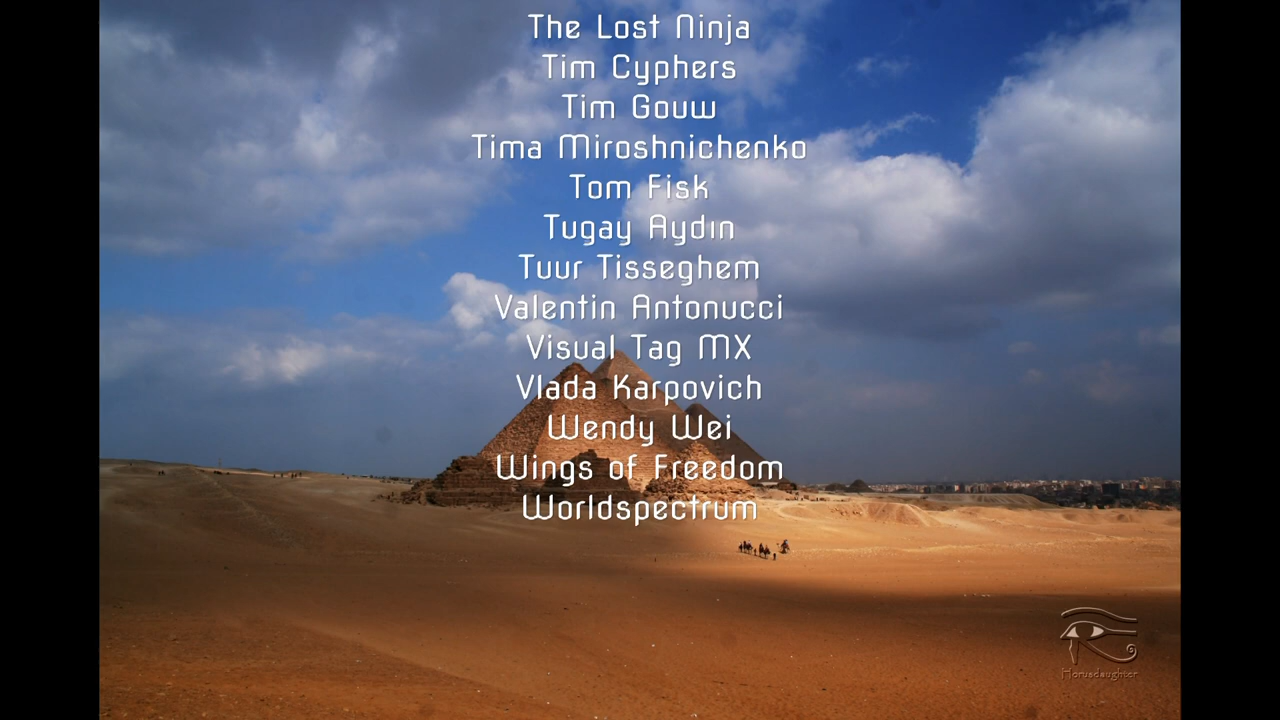 The Lost Ninja
Tim Cyphers
Tim Gouw
Tima Miroshnichenko
Tom Fisk
Tugay Aydın
Tuur Tisseghem
Valentin Antonucci
Visual Tag MX
Vlada Karpovich
Wendy Wei
Wings of Freedom
Worldspectrum
Horusdaughter